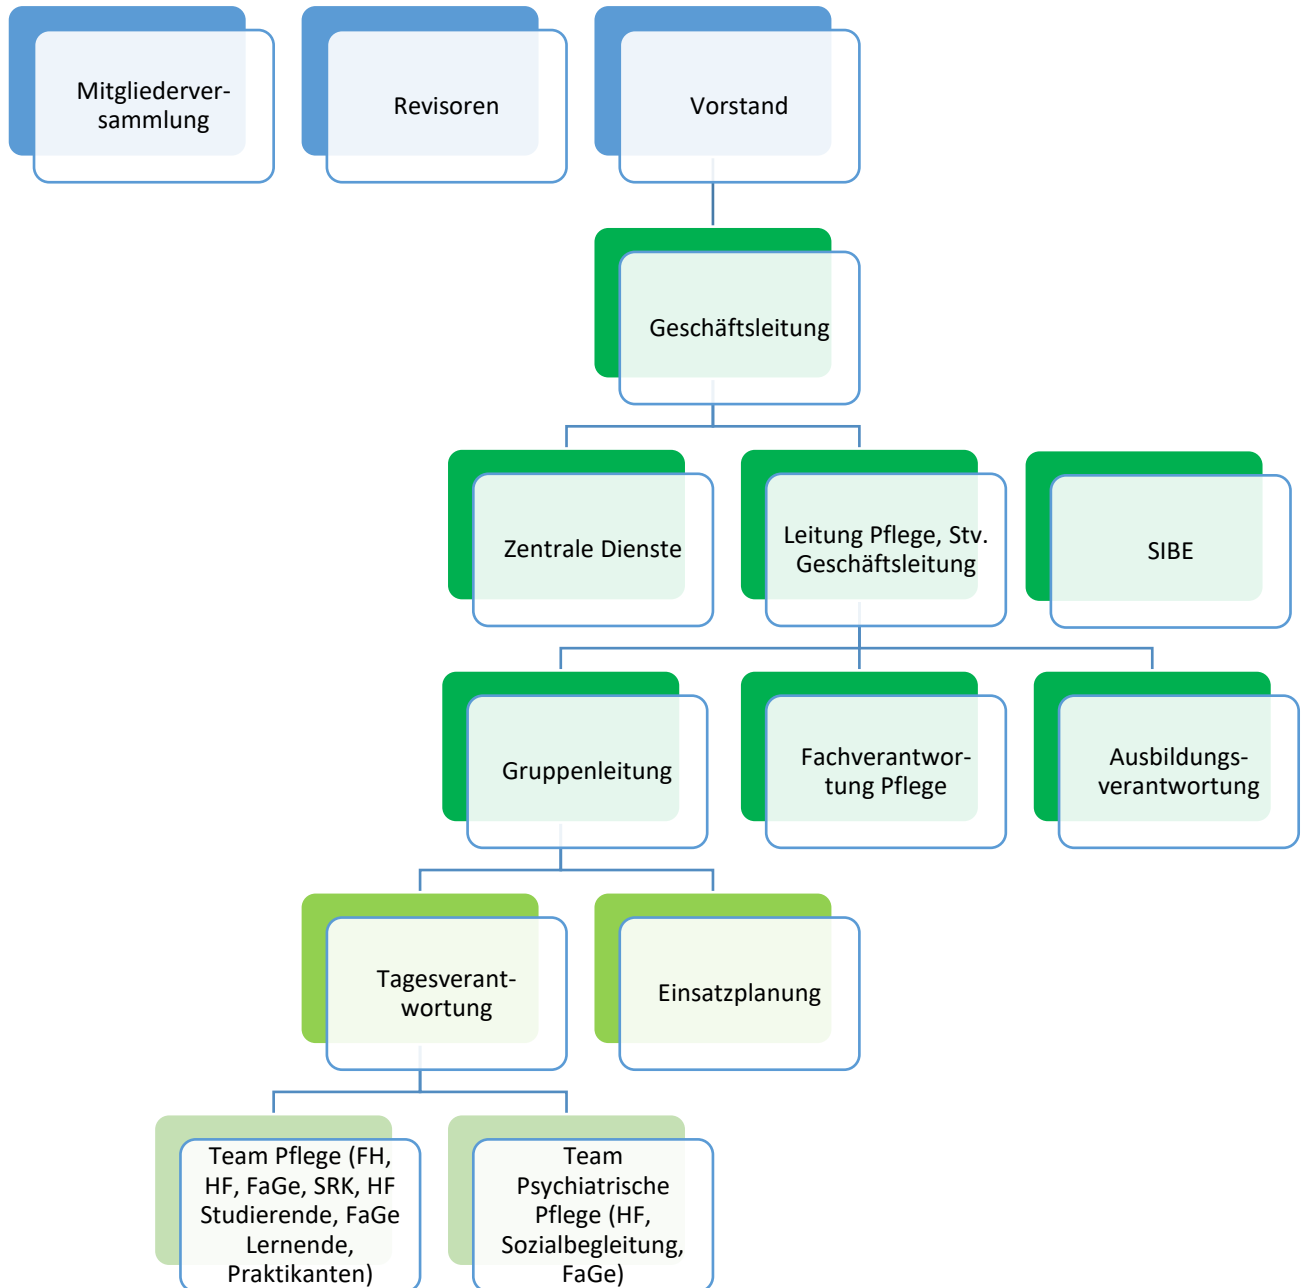 Mitgliederver-
sammlung
Revisoren
Vorstand
Geschäftsleitung
Zentrale Dienste
Leitung Pflege, Stv.
Geschäftsleitung
SIBE
Gruppenleitung
Fachverantwor-
tung Pflege
Ausbildungs-
verantwortung
Tagesverant-
wortung
Einsatzplanung
Team Pflege (FH,
HF, FaGe, SRK, HF
Studierende, FaGe
Lernende,
Praktikanten)
Team
Psychiatrische
Pflege (HF,
Sozialbegleitung,
FaGe)